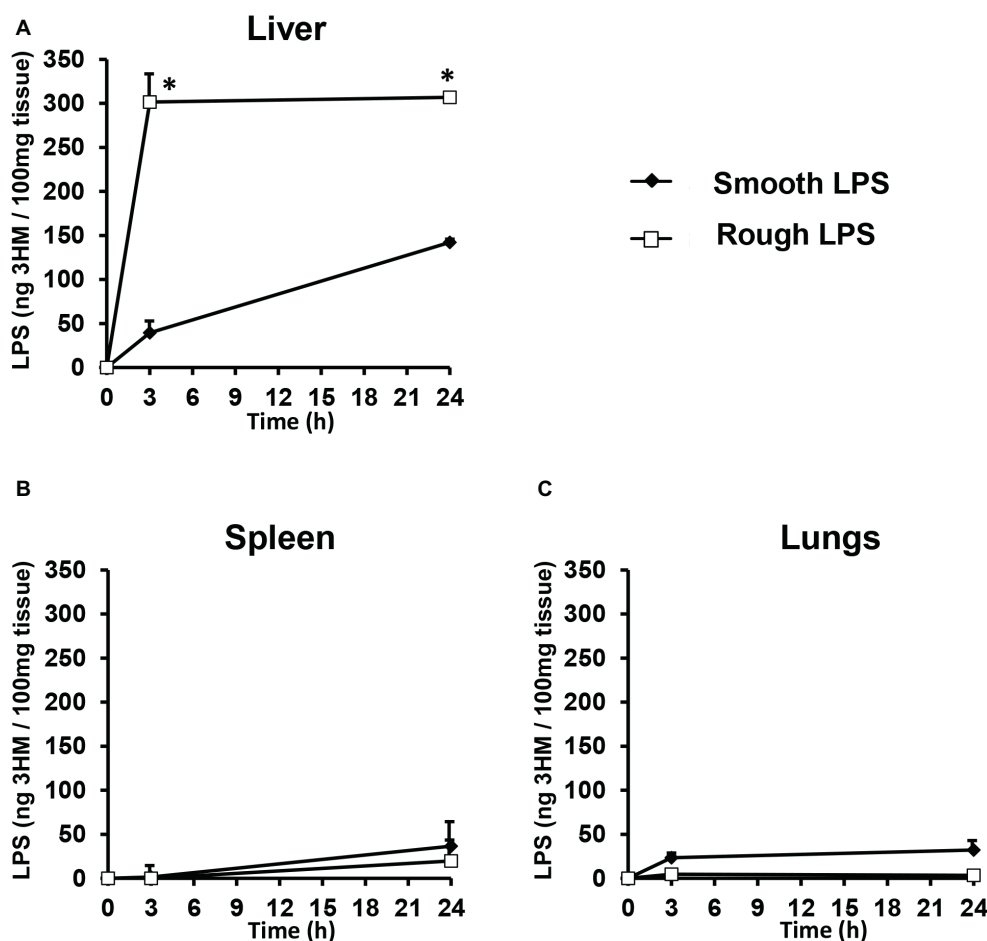 A
Liver
LPS (ng 3HM / 100mg tissue)
350
300
250
200
150
100
50
0
*
*
0 3 6 9 12 15 18 21 24
Time (h)
Smooth LPS
Rough LPS
B
Spleen
LPS (ng 3HM / 100mg tissue)
350
300
250
200
150
100
50
0
0 3 6 9 12 15 18 21 24
Time (h)
C
Lungs
LPS (ng 3HM / 100mg tissue)
350
300
250
200
150
100
50
0
0 3 6 9 12 15 18 21 24
Time (h)